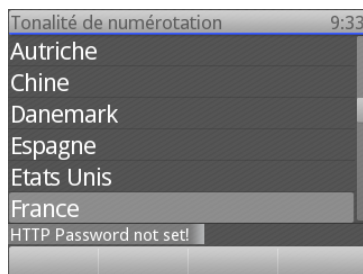 Tonalité de numérotation 9:33
Autriche
Chine
Danemark
Espagne
Etats Unis
France
HTTP Password not set!